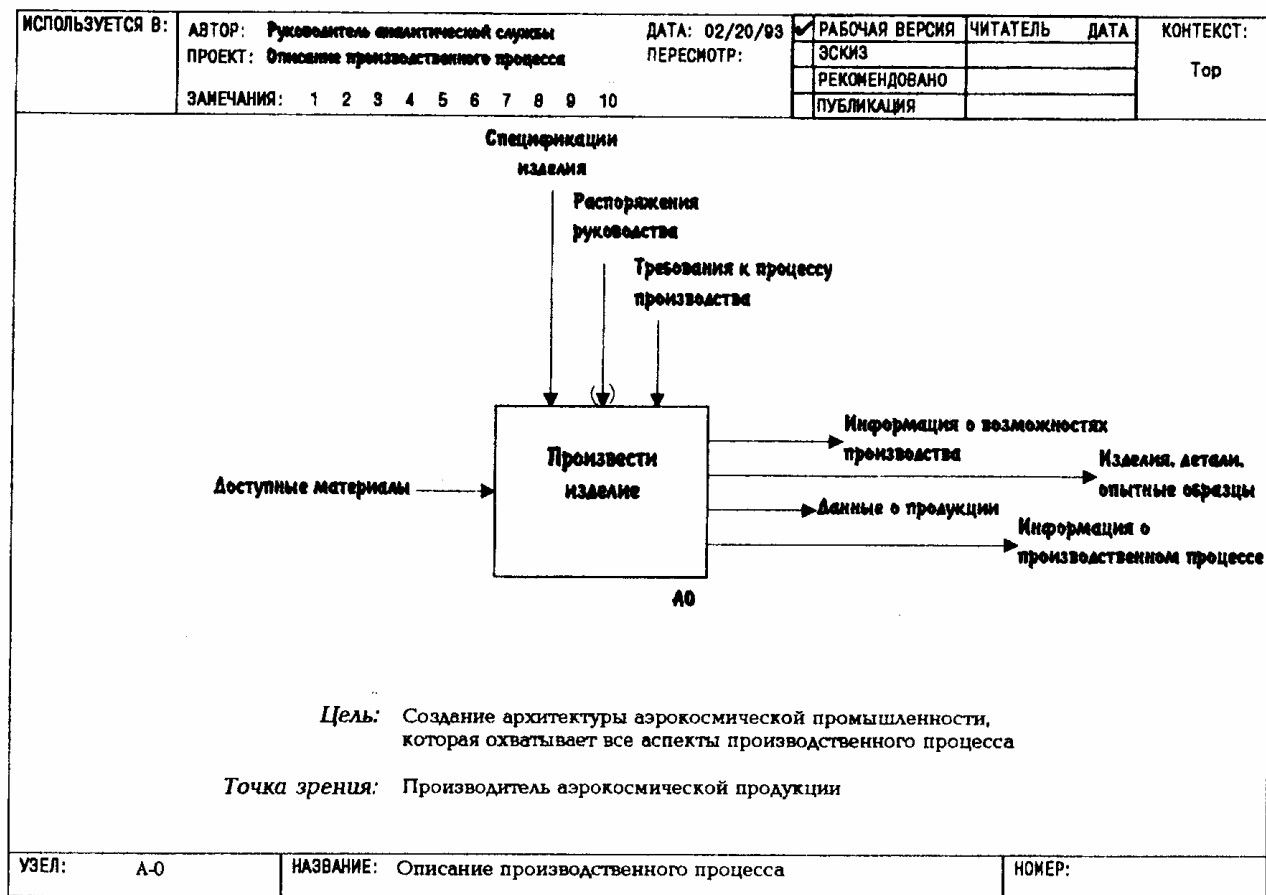 ИСПОЛЬЗУЕТСЯ В:
АВТОР: Руководитель аналитической службы
ДАТА: 02/20/93
ПРОЕКТ: Описание производственного процесса
ПЕРЕСМОТР:
ЗАМЕЧАНИЯ: 1 2 3 4 5 6 7 8 9 10
РАБОЧАЯ ВЕРСИЯ
ЭСКИЗ
РЕКОМЕНДОВАНО
ПУБЛИКАЦИЯ
ЧИТАТЕЛЬ ДАТА
КОНТЕКСТ:
Top
Спецификации
изделия
Распоряжения
руководства
Требования к процессу
производства
Произвести
изделие
Доступные материалы
Информация о возможностях
производства
Изделия, детали,
опытные образцы
Данные о продукции
Информация о
производственном процессе
A0
Цель: Создание архитектуры аэрокосмической промышленности,
которая охватывает все аспекты производственного процесса
Точка зрения: Производитель аэрокосмической продукции
УЗЕЛ: A-0
НАЗВАНИЕ: Описание производственного процесса
НОМЕР: